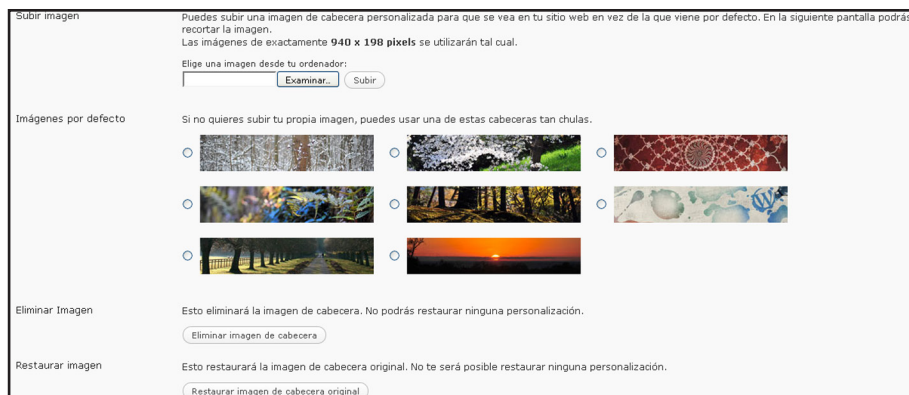 Subir imagen
Puedes subir una imagen de cabecera personalizada para que se vea en tu sitio web en vez de la que viene por defecto. En la siguiente pantalla podrás
recortar la imagen.
Las imágenes de exactamente 940 x 198 pixels se utilizarán tal cual.
Elige una imagen desde tu ordenador:
Examinar... Subir
Imágenes por defecto
Si no quieres subir tu propia imagen, puedes usar una de estas cabeceras tan chulas.
Eliminar Imagen
Esto eliminará la imagen de cabecera. No podrás restaurar ninguna personalización.
Eliminar imagen de cabecera
Restaurar imagen
Esto restaurará la imagen de cabecera original. No te será posible restaurar ninguna personalización.
Restaurar imagen de cabecera original